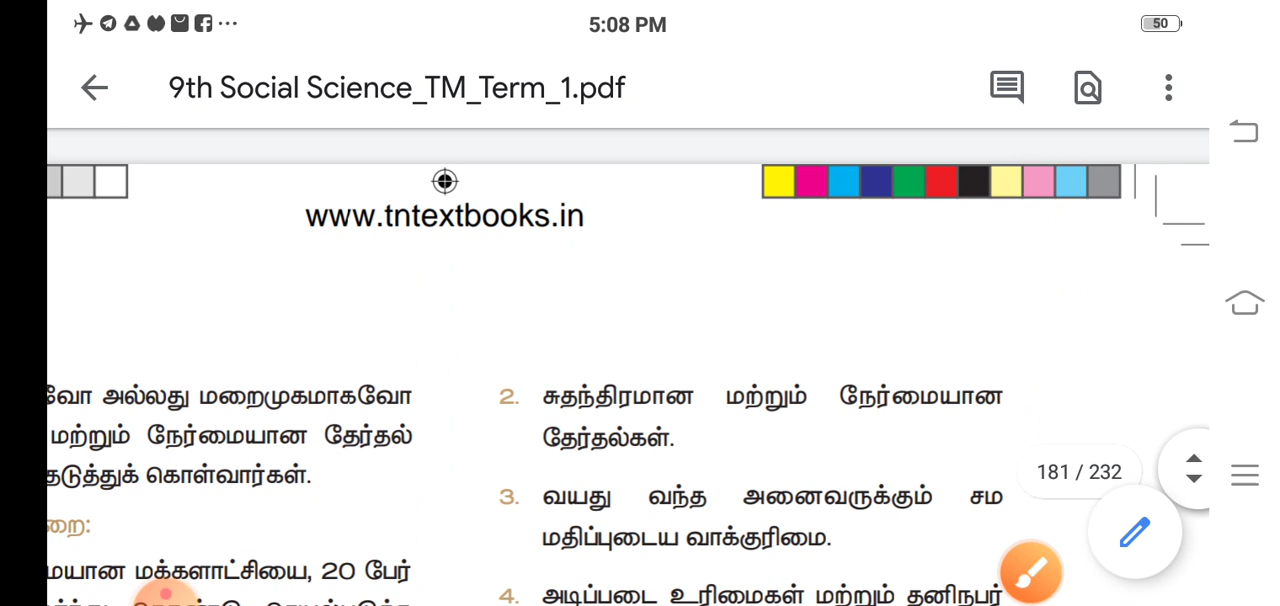 5:08 PM
50
9th Social Science_TM_Term_1.pdf
www.tntextbooks.in
அல்லது மறைமுகமாகவோ
மற்றும் நேர்மையான தேர்தல்
கொள்வார்கள்.
மக்களாட்சியை, 20 பேர்
2. சுதந்திரமான மற்றும் நேர்மையான
தேர்தல்கள்.
3. வயது வந்த அனைவருக்கும் சம
மதிப்புடைய வாக்குரிமை.
4. அடிப்படை உரிமைகள் மற்றும் தனிநபர்
181 / 232